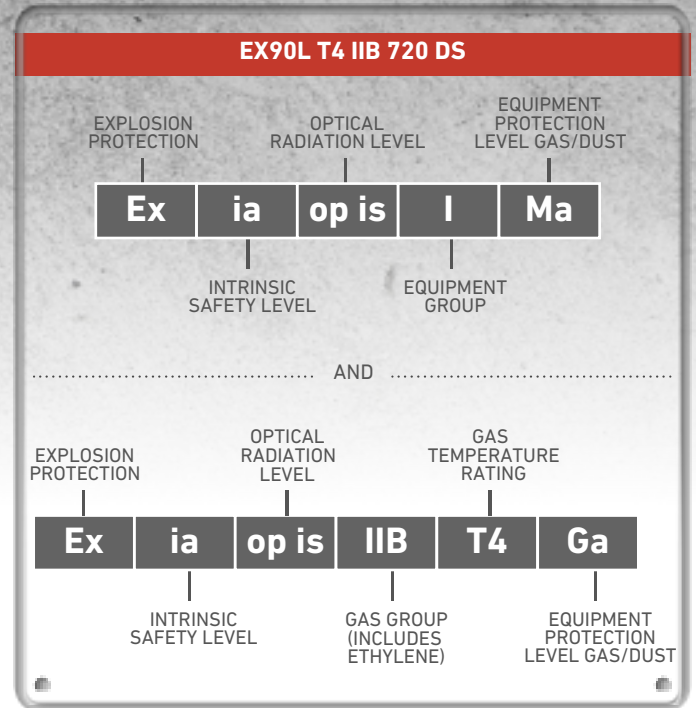 EX90L T4 IIB 720 DS
EXPLOSION
PROTECTION
OPTICAL
RADIATION LEVEL
EQUIPMENT
PROTECTION
LEVEL GAS/DUST
Ex ia op is I Ma
INTRINSIC
SAFETY LEVEL
EQUIPMENT
GROUP
AND
EXPLOSION
PROTECTION
OPTICAL
RADIATION
LEVEL
GAS
TEMPERATURE
RATING
Ex ia op is IIB T4 Ga
INTRINSIC
SAFETY LEVEL
GAS GROUP
(INCLUDES
ETHYLENE)
EQUIPMENT
PROTECTION
LEVEL GAS/DUST